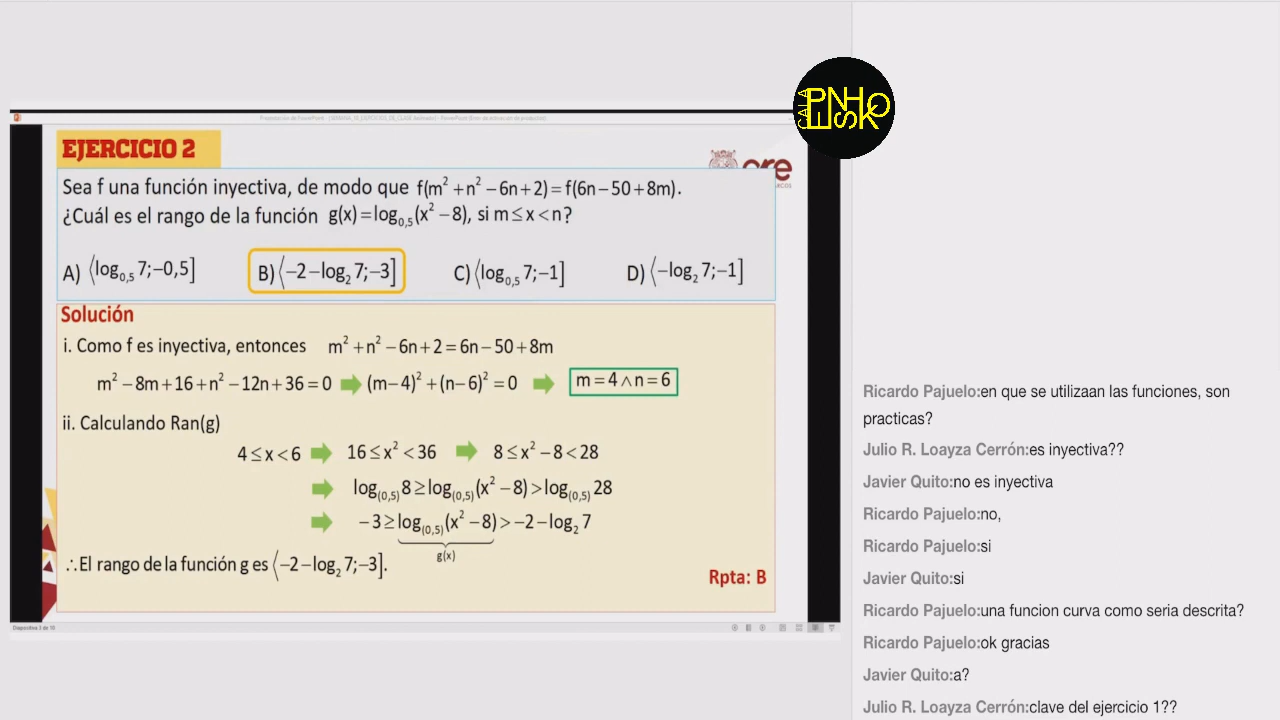 EJERCICIO 2
Sea f una función inyectiva, de modo que f(m² + n² − 6n + 2) = f(6n − 50 + 8m).
¿Cuál es el rango de la función g(x) = log₀,₅(x² − 8), si m ≤ x < n?
A) ⟨log₀,₅ 7; −0,5] B) ⟨−2 − log₂ 7; −3] C) ⟨log₀,₅ 7; −1] D) ⟨−log₂ 7; −1]
Solución
i. Como f es inyectiva, entonces m² + n² − 6n + 2 = 6n − 50 + 8m
m² − 8m + 16 + n² − 12n + 36 = 0 ➡ (m − 4)² + (n − 6)² = 0 ➡ m = 4 ∧ n = 6
ii. Calculando Ran(g)
4 ≤ x < 6 ➡ 16 ≤ x² < 36 ➡ 8 ≤ x² − 8 < 28
➡ log₍₀,₅₎ 8 ≥ log₍₀,₅₎(x² − 8) > log₍₀,₅₎ 28
➡ −3 ≥ log₍₀,₅₎(x² − 8) > −2 − log₂ 7
g(x)
∴ El rango de la función g es ⟨−2 − log₂ 7; −3].
Rpta: B
Ricardo Pajuelo:en que se utilizaan las funciones, son
practicas?
Julio R. Loayza Cerrón:es inyectiva??
Javier Quito:no es inyectiva
Ricardo Pajuelo:no,
Ricardo Pajuelo:si
Javier Quito:si
Ricardo Pajuelo:una funcion curva como seria descrita?
Ricardo Pajuelo:ok gracias
Javier Quito:a?
Julio R. Loayza Cerrón:clave del ejercicio 1??